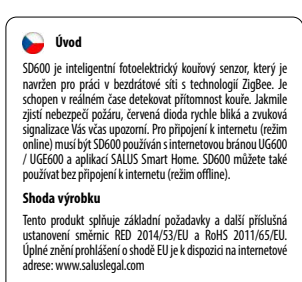 Úvod
SD600 je inteligentní fotoelektrický kouřový senzor, který je
navržen pro práci v bezdrátové síti s technologií ZigBee. Je
schopen v reálném čase detekovat přítomnost kouře. Jakmile
zjistí nebezpečí požáru, červená dioda rychle bliká a zvuková
signalizace Vás včas upozorní. Pro připojení k internetu (režim
online) musí být SD600 používán s internetovou bránou UG600
/ UGE600 a aplikací SALUS Smart Home. SD600 můžete také
používat bez připojení k internetu (režim offline).
Shoda výrobku
Tento produkt splňuje základní požadavky a další příslušná
ustanovení směrnic RED 2014/53/EU a RoHS 2011/65/EU.
Úplné znění prohlášení o shodě EU je k dispozici na internetové
adrese: www.saluslegal.com